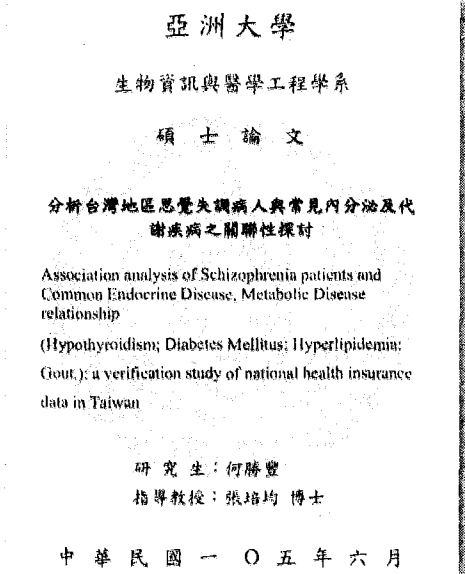 亞洲大學
生物資訊與醫學工程學系
碩士論文
分析台灣地區思覺失調病人與常見內分泌及代
謝疾病之關聯性探討
Association analysis of Schizophrenia patients and
Common Endocrine Disease, Metabolic Disease
relationship
(Hypothyroidism; Diabetes Mellitus; Hyperlipidemia;
Gout.): a verification study of national health insurance
data in Taiwan
研究生：何勝豐
指導教授：張培均 博士
中華民國一〇五年六月